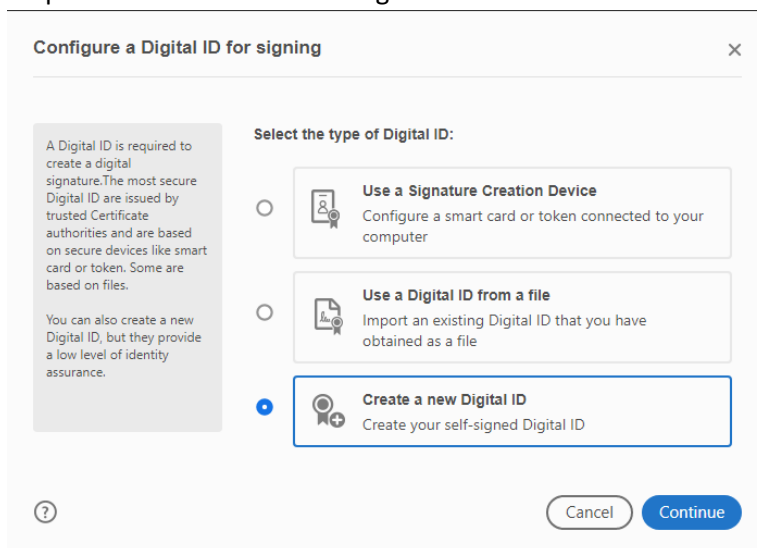 Configure a Digital ID for signing
A Digital ID is required to
create a digital
signature.The most secure
Digital ID are issued by
trusted Certificate
authorities and are based
on secure devices like smart
card or token. Some are
based on files.
You can also create a new
Digital ID, but they provide
a low level of identity
assurance.
Select the type of Digital ID:
Use a Signature Creation Device
Configure a smart card or token connected to your
computer
Use a Digital ID from a file
Import an existing Digital ID that you have
obtained as a file
Create a new Digital ID
Create your self-signed Digital ID
?
Cancel
Continue